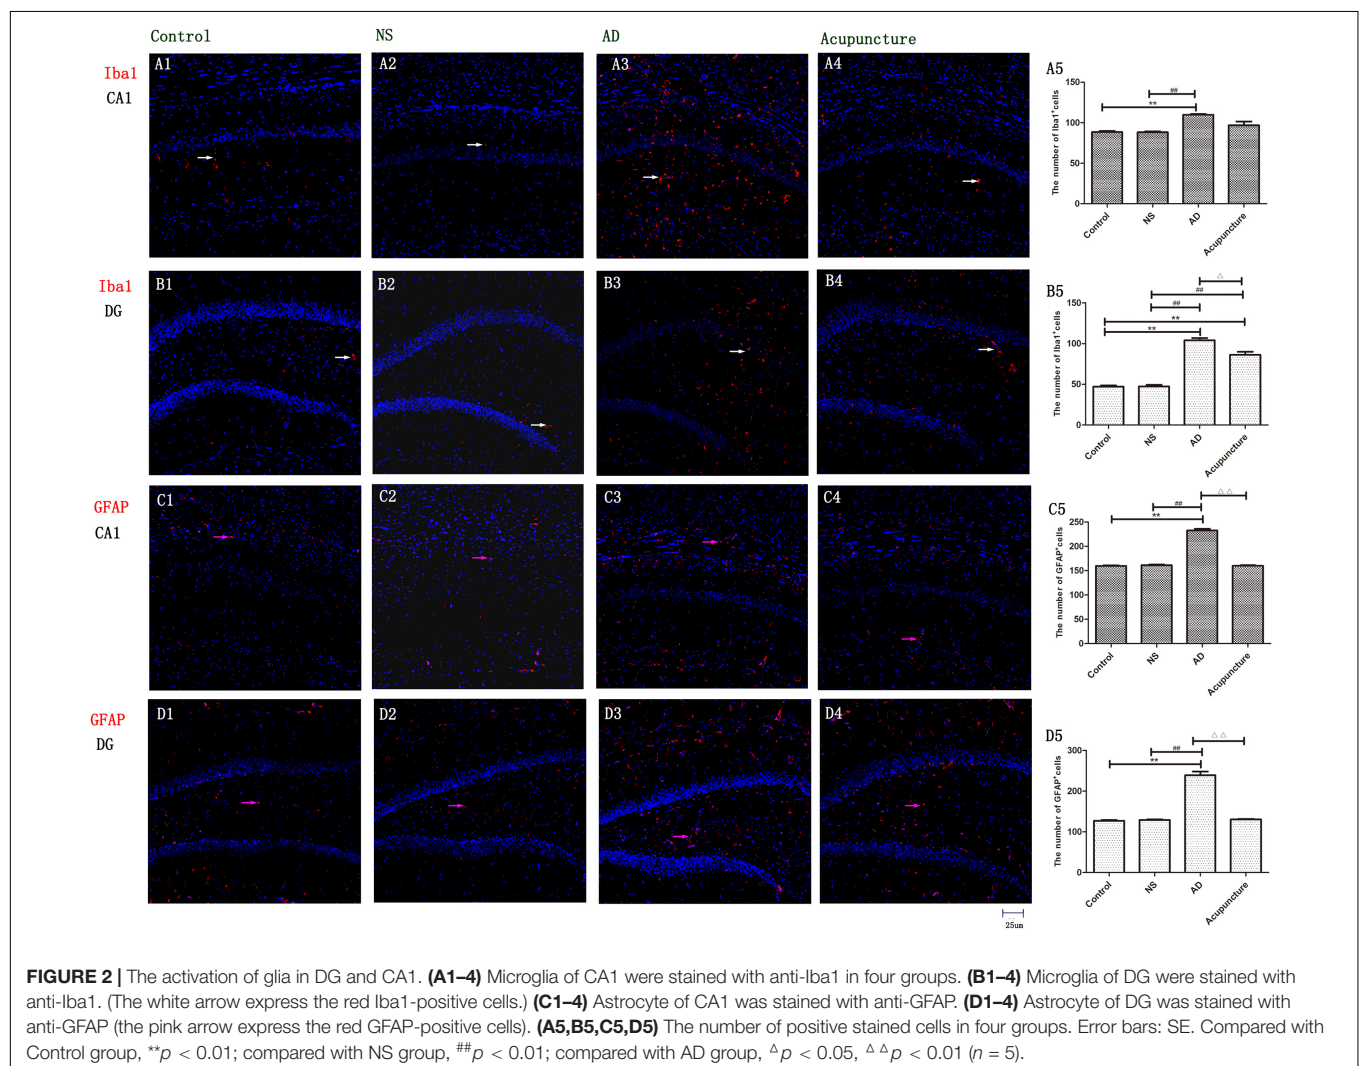 Control NS AD Acupuncture
Iba1
CA1
A1 A2 A3 A4
A5
The number of Iba1+cells
150
100
50
0
##
**
Control NS AD Acupuncture
Iba1
DG
B1 B2 B3 B4
B5
The number of Iba1+cells
150
100
50
0
△
##
##
**
**
Control NS AD Acupuncture
GFAP
CA1
C1 C2 C3 C4
C5
The number of GFAP+cells
250
200
150
100
50
0
△△
##
**
Control NS AD Acupuncture
GFAP
DG
D1 D2 D3 D4
D5
The number of GFAP+cells
300
200
100
0
△△
##
**
Control NS AD Acupuncture
25um
FIGURE 2 | The activation of glia in DG and CA1. (A1–4) Microglia of CA1 were stained with anti-Iba1 in four groups. (B1–4) Microglia of DG were stained with
anti-Iba1. (The white arrow express the red Iba1-positive cells.) (C1–4) Astrocyte of CA1 was stained with anti-GFAP. (D1–4) Astrocyte of DG was stained with
anti-GFAP (the pink arrow express the red GFAP-positive cells). (A5,B5,C5,D5) The number of positive stained cells in four groups. Error bars: SE. Compared with
Control group, **p < 0.01; compared with NS group, ##p < 0.01; compared with AD group, △p < 0.05, △△p < 0.01 (n = 5).